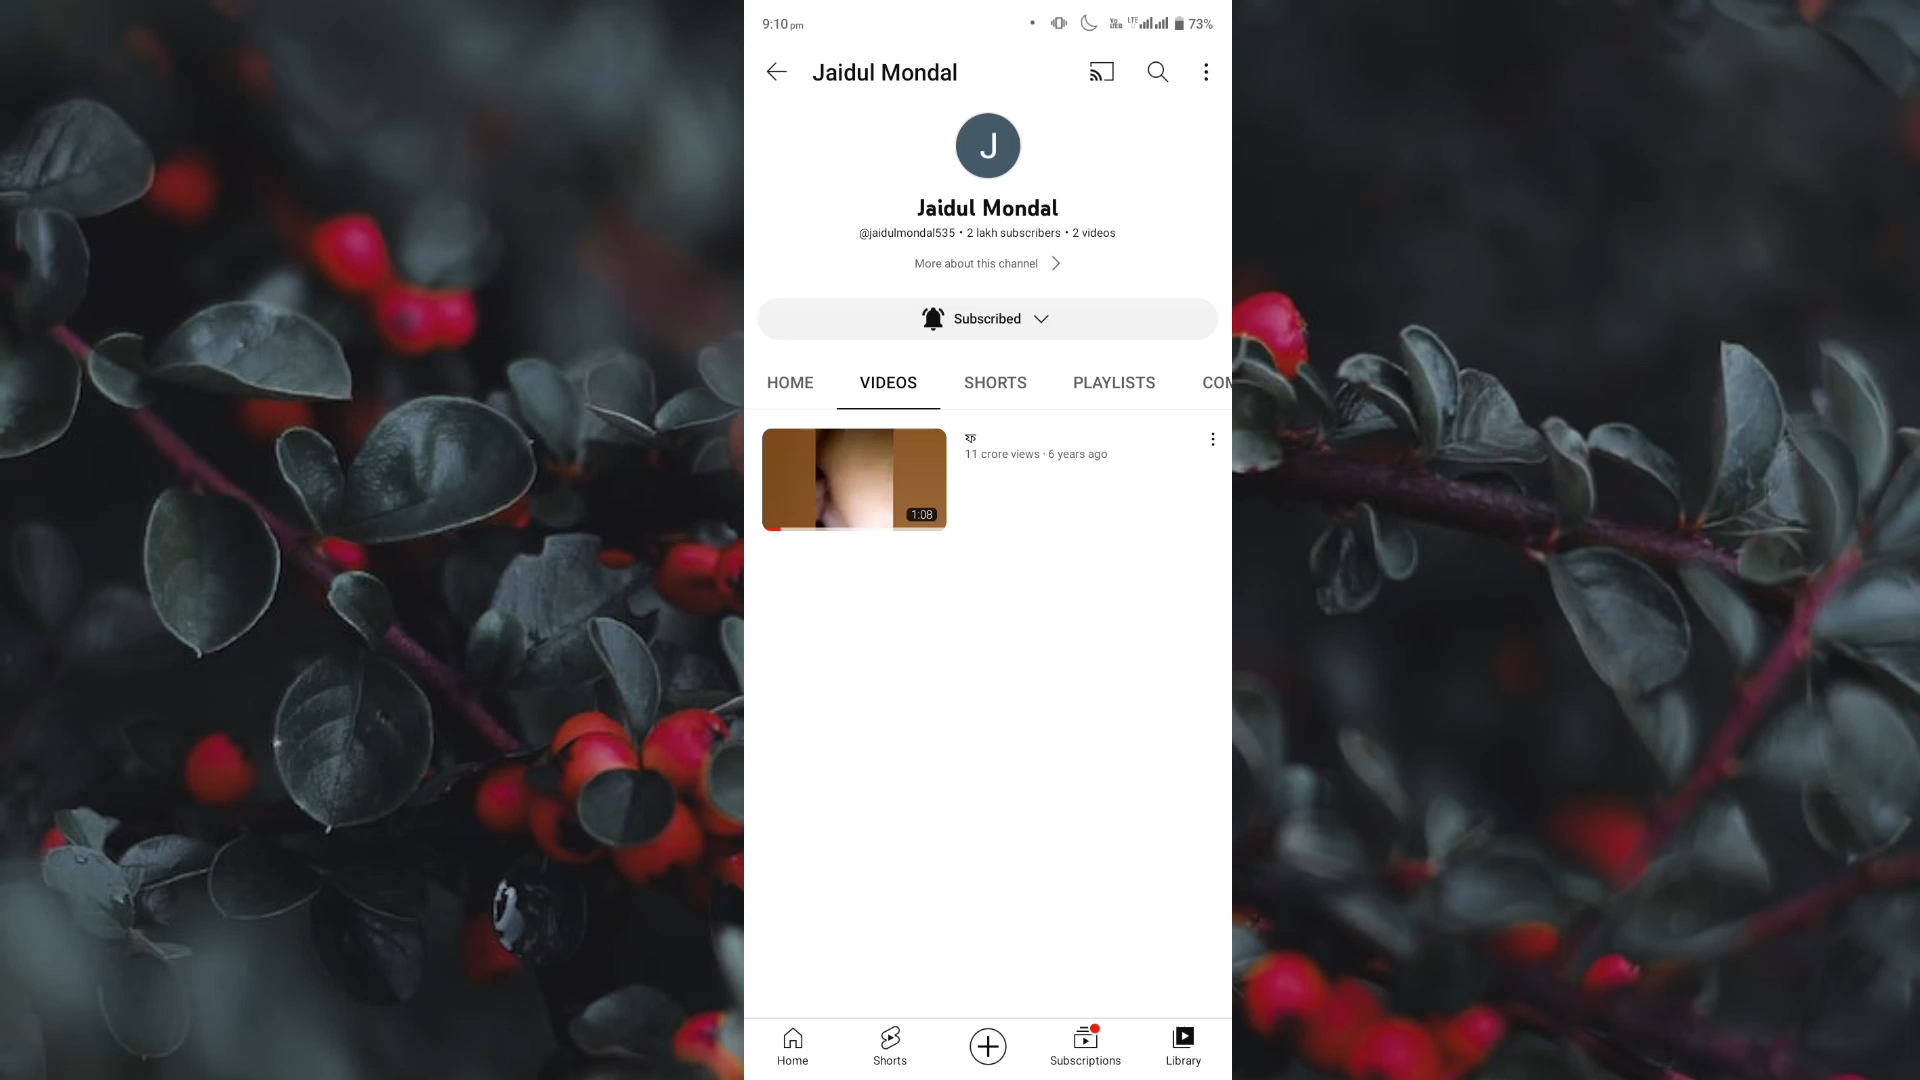 9:10 pm
73%
Jaidul Mondal
J
Jaidul Mondal
@jaidulmondal535 • 2 lakh subscribers • 2 videos
More about this channel
Subscribed
HOME VIDEOS SHORTS PLAYLISTS COM
ফ
11 crore views · 6 years ago
1:08
Home Shorts Subscriptions Library